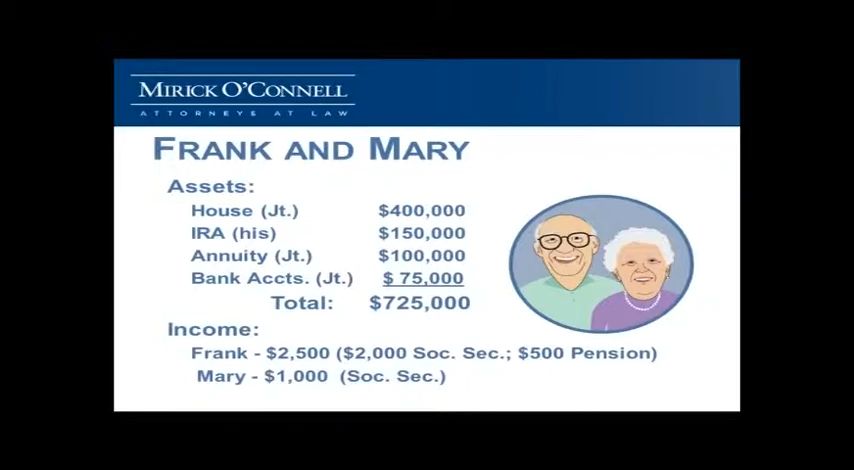 MIRICK O'CONNELL
ATTORNEYS AT LAW
FRANK AND MARY
Assets:
House (Jt.) $400,000
IRA (his) $150,000
Annuity (Jt.) $100,000
Bank Accts. (Jt.) $ 75,000
Total: $725,000
Income:
Frank - $2,500 ($2,000 Soc. Sec.; $500 Pension)
Mary - $1,000 (Soc. Sec.)